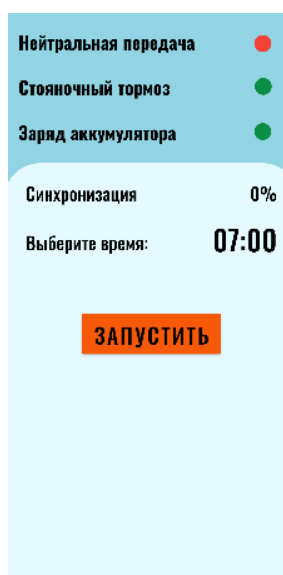 Нейтральная передача
Стояночный тормоз
Заряд аккумулятора
Синхронизация 0%
Выберите время: 07:00
ЗАПУСТИТЬ